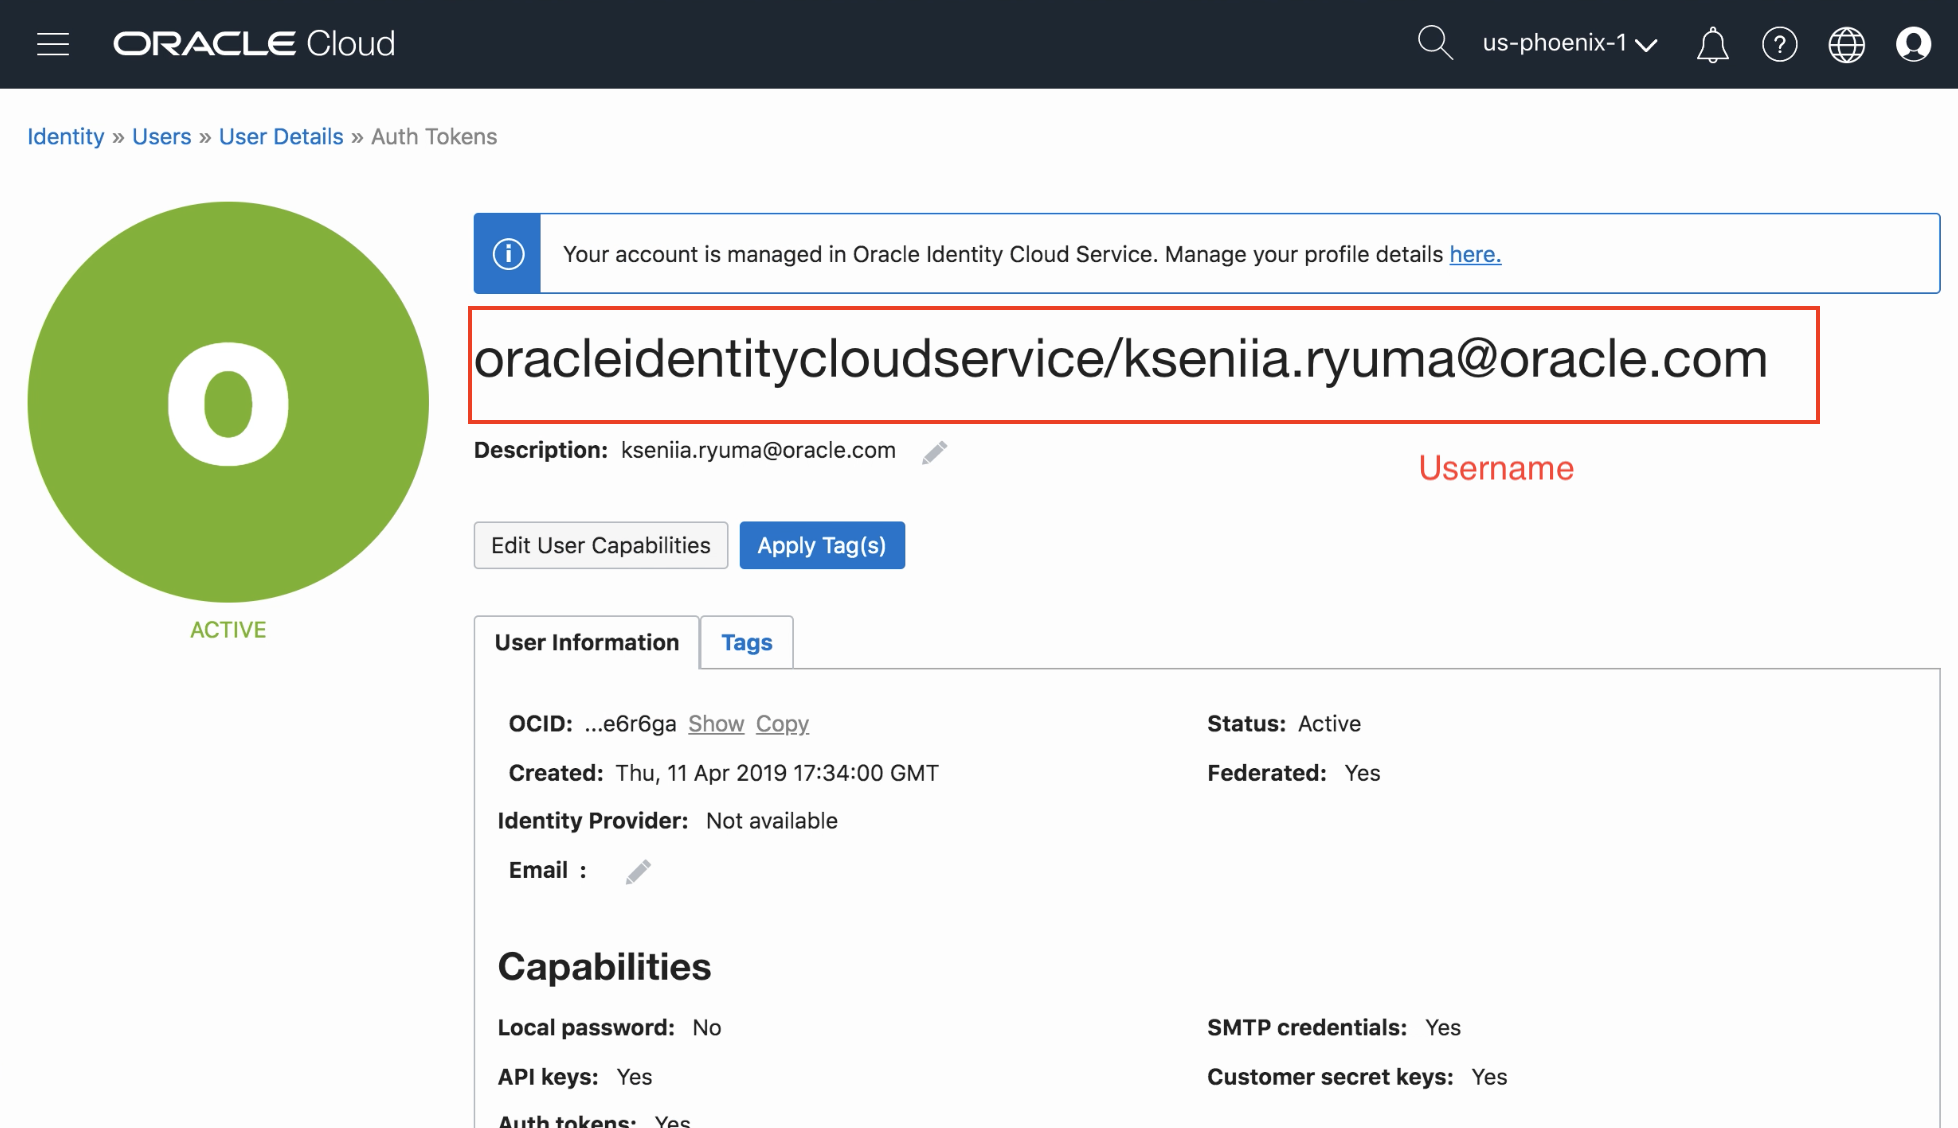 ORACLE Cloud
us-phoenix-1
Identity » Users » User Details » Auth Tokens
Your account is managed in Oracle Identity Cloud Service. Manage your profile details here.
O
oracleidentitycloudservice/kseniia.ryuma@oracle.com
Description: kseniia.ryuma@oracle.com
Username
Edit User Capabilities
Apply Tag(s)
ACTIVE
User Information
Tags
OCID: ...e6r6ga Show Copy
Status: Active
Created: Thu, 11 Apr 2019 17:34:00 GMT
Federated: Yes
Identity Provider: Not available
Email :
Capabilities
Local password: No
SMTP credentials: Yes
API keys: Yes
Customer secret keys: Yes
Auth tokens: Yes